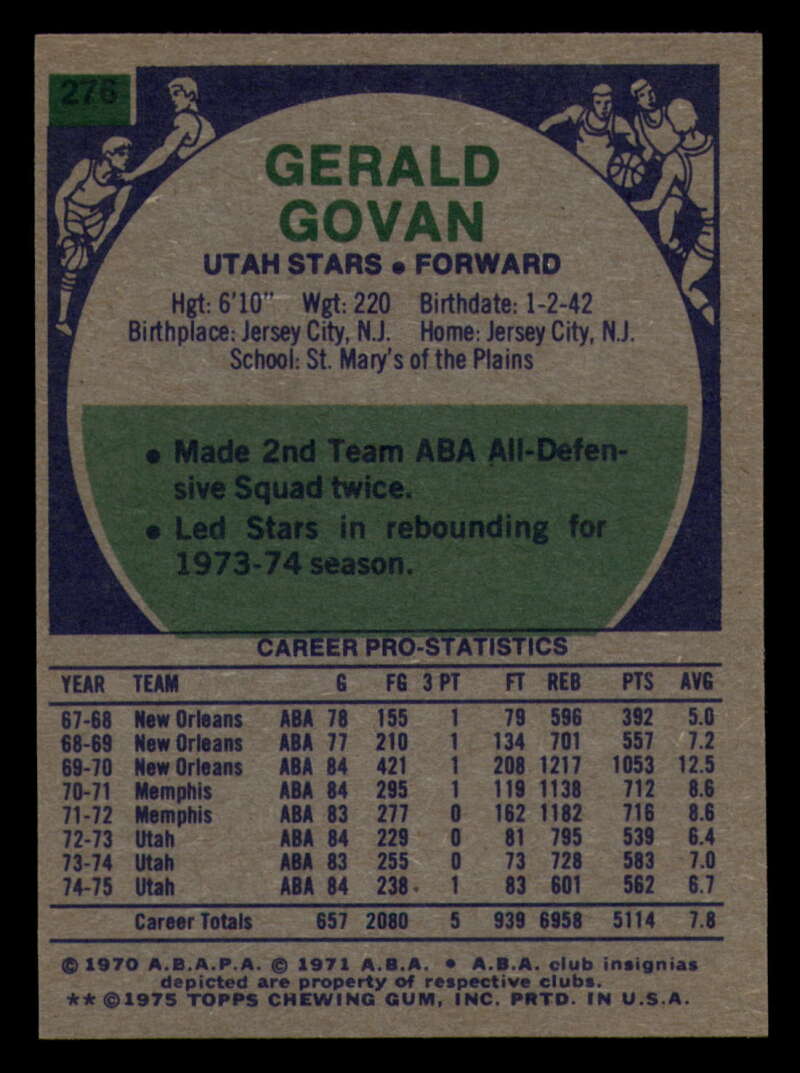 276
GERALD
GOVAN
UTAH STARS • FORWARD
Hgt: 6'10" Wgt: 220 Birthdate: 1-2-42
Birthplace: Jersey City, N.J. Home: Jersey City, N.J.
School: St. Mary's of the Plains
• Made 2nd Team ABA All-Defen-
sive Squad twice.
• Led Stars in rebounding for
1973-74 season.
CAREER PRO-STATISTICS
YEAR TEAM G FG 3 PT FT REB PTS AVG
67-68 New Orleans ABA 78 155 1 79 596 392 5.0
68-69 New Orleans ABA 77 210 1 134 701 557 7.2
69-70 New Orleans ABA 84 421 1 208 1217 1053 12.5
70-71 Memphis ABA 84 295 1 119 1138 712 8.6
71-72 Memphis ABA 83 277 0 162 1182 716 8.6
72-73 Utah ABA 84 229 0 81 795 539 6.4
73-74 Utah ABA 83 255 0 73 728 583 7.0
74-75 Utah ABA 84 238 1 83 601 562 6.7
Career Totals 657 2080 5 939 6958 5114 7.8
© 1970 A.B.A.P.A. © 1971 A.B.A. • A.B.A. club insignias
depicted are property of respective clubs.
** ©1975 TOPPS CHEWING GUM, INC. PRTD. IN U.S.A.